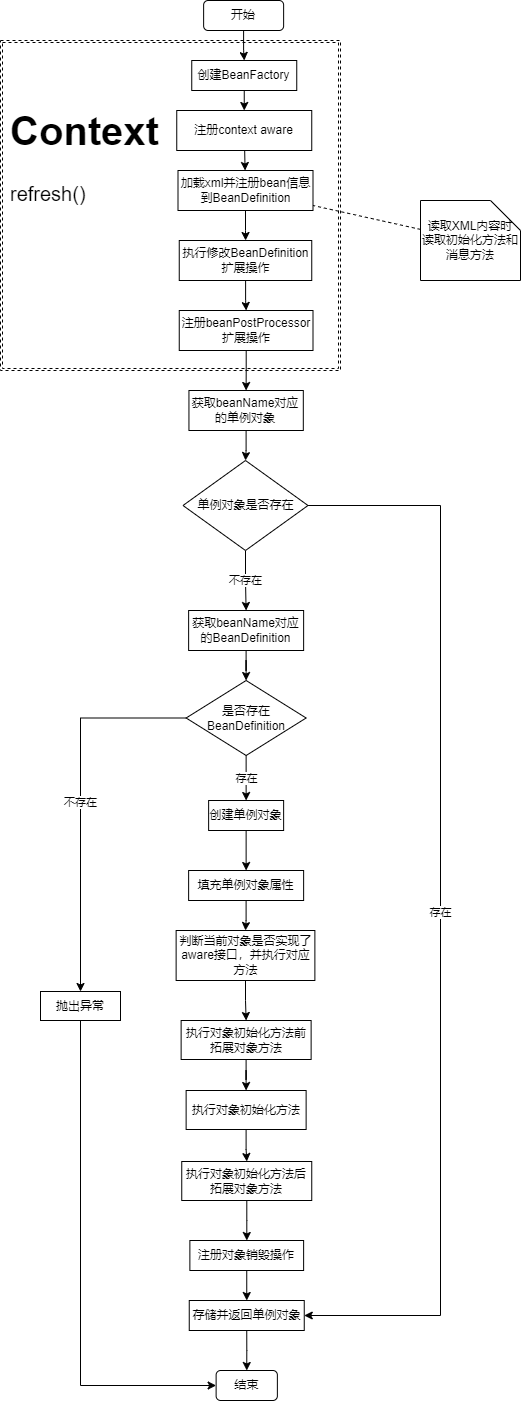 开始
创建BeanFactory
Context
注册context aware
加载xml并注册bean信息
到BeanDefinition
refresh()
读取XML内容时
读取初始化方法和
消息方法
执行修改BeanDefinition
扩展操作
注册beanPostProcessor
扩展操作
获取beanName对应
的单例对象
单例对象是否存在
不存在
获取beanName对应
的BeanDefinition
是否存在
BeanDefinition
存在
不存在
创建单例对象
填充单例对象属性
存在
判断当前对象是否实现了
aware接口，并执行对应
方法
抛出异常
执行对象初始化方法前
拓展对象方法
执行对象初始化方法
执行对象初始化方法后
拓展对象方法
注册对象销毁操作
存储并返回单例对象
结束